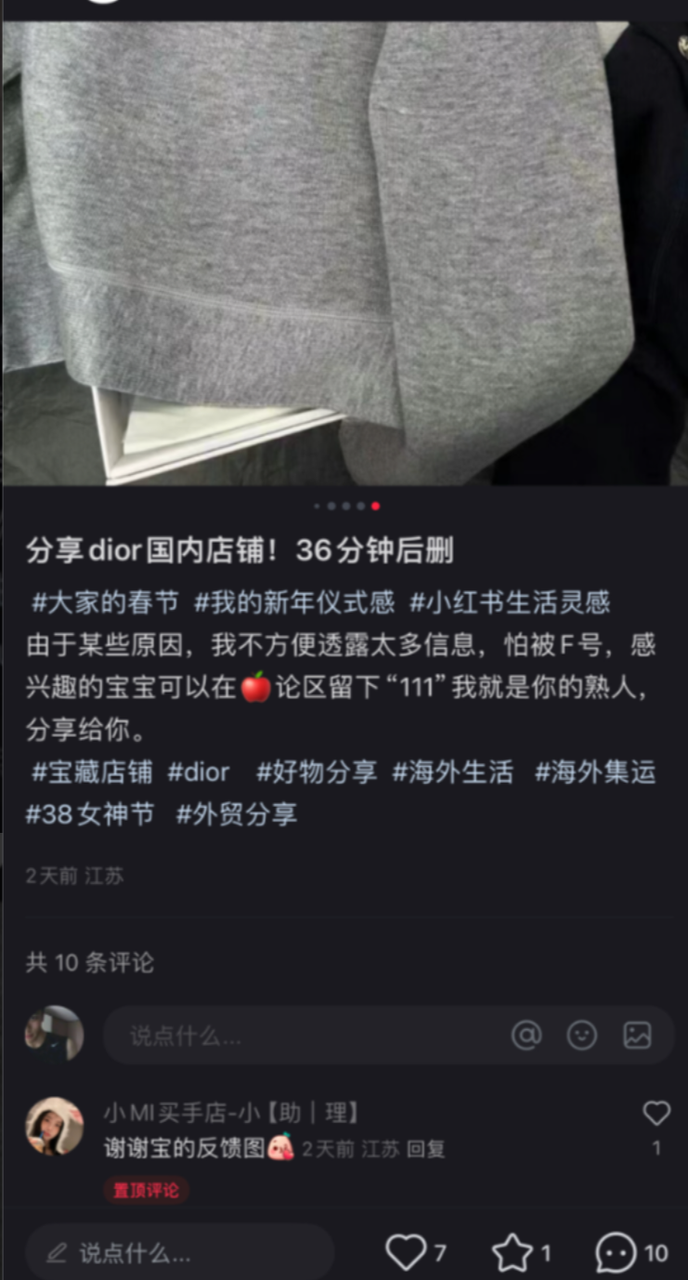 分享dior国内店铺！36分钟后删
#大家的春节 #我的新年仪式感 #小红书生活灵感
由于某些原因，我不方便透露太多信息，怕被F号，感
兴趣的宝宝可以在🍎论区留下“111”我就是你的熟人，
分享给你。
#宝藏店铺 #dior #好物分享 #海外生活 #海外集运
#38女神节 #外贸分享
2天前 江苏
共 10 条评论
说点什么...
小MI买手店-小【助｜理】
谢谢宝的反馈图 2天前 江苏 回复
1
置顶评论
说点什么...
7
1
10